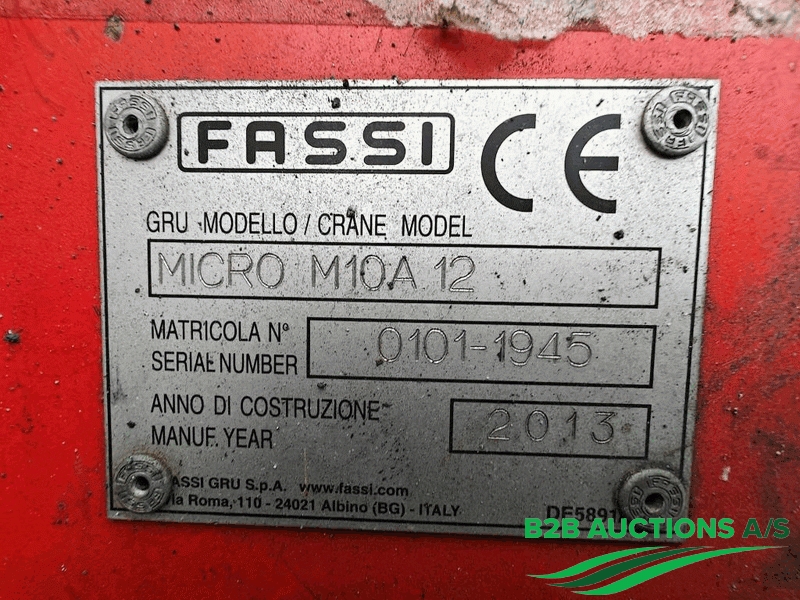 FASSI CE
GRU MODELLO / CRANE MODEL
MICRO M10A 12
MATRICOLA N°
SERIAL NUMBER
0101-1945
ANNO DI COSTRUZIONE
MANUF. YEAR
2013
FASSI GRU S.p.A. www.fassi.com
Via Roma, 110 - 24021 Albino (BG) - ITALY
B2B AUCTIONS A/S